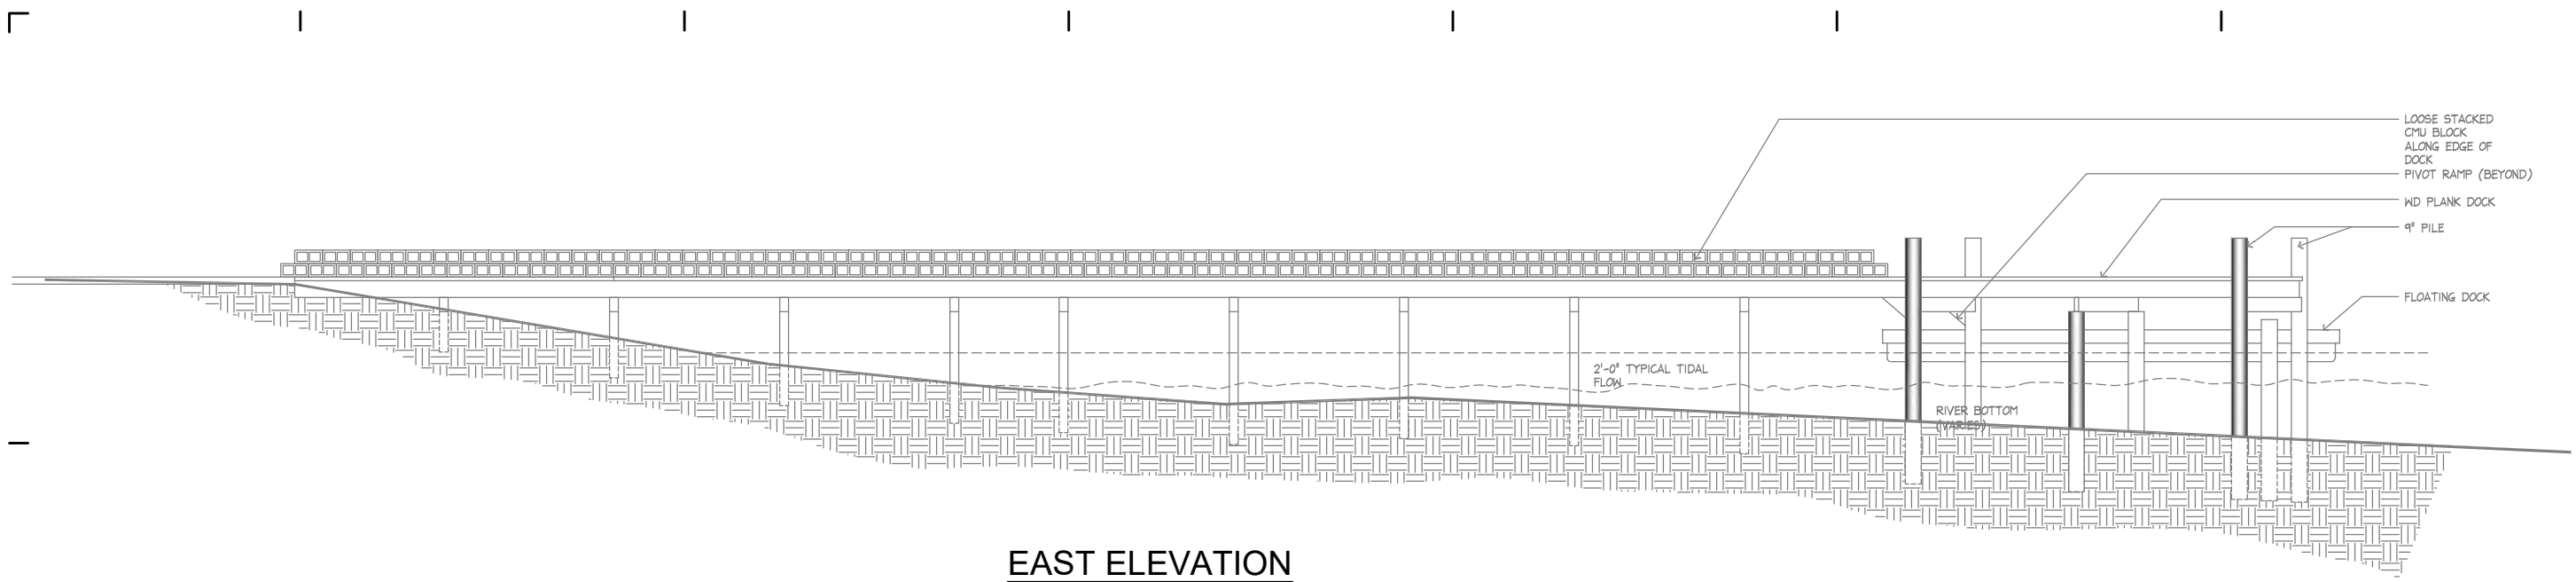 LOOSE STACKED
CMU BLOCK
ALONG EDGE OF
DOCK
PIVOT RAMP (BEYOND)
WD PLANK DOCK
9" PILE
FLOATING DOCK
2'-0" TYPICAL TIDAL
FLOW
RIVER BOTTOM
(VARIES)
EAST ELEVATION